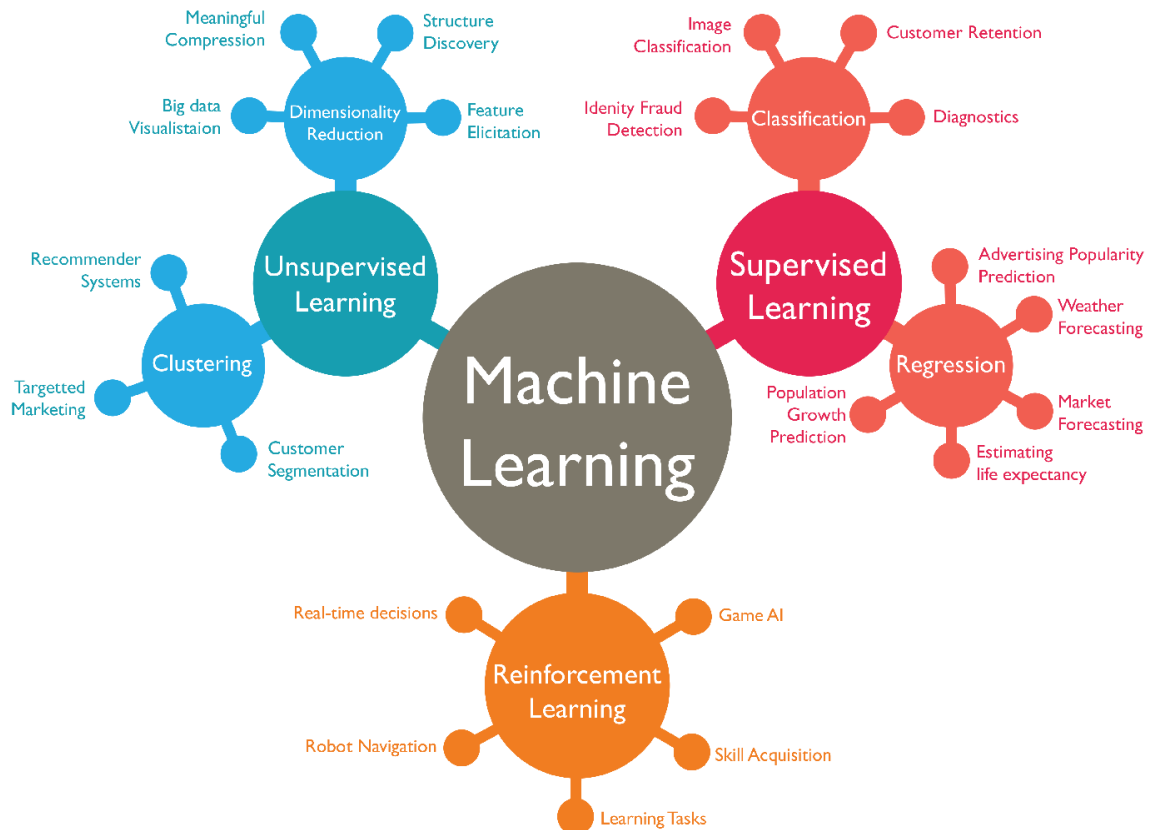 Meaningful
Compression
Structure
Discovery
Big data
Visualistaion
Dimensionality
Reduction
Feature
Elicitation
Image
Classification
Customer Retention
Idenity Fraud
Detection
Classification
Diagnostics
Recommender
Systems
Unsupervised
Learning
Clustering
Targetted
Marketing
Customer
Segmentation
Machine
Learning
Supervised
Learning
Advertising Popularity
Prediction
Weather
Forecasting
Regression
Population
Growth
Prediction
Market
Forecasting
Estimating
life expectancy
Real-time decisions
Game AI
Reinforcement
Learning
Robot Navigation
Skill Acquisition
Learning Tasks